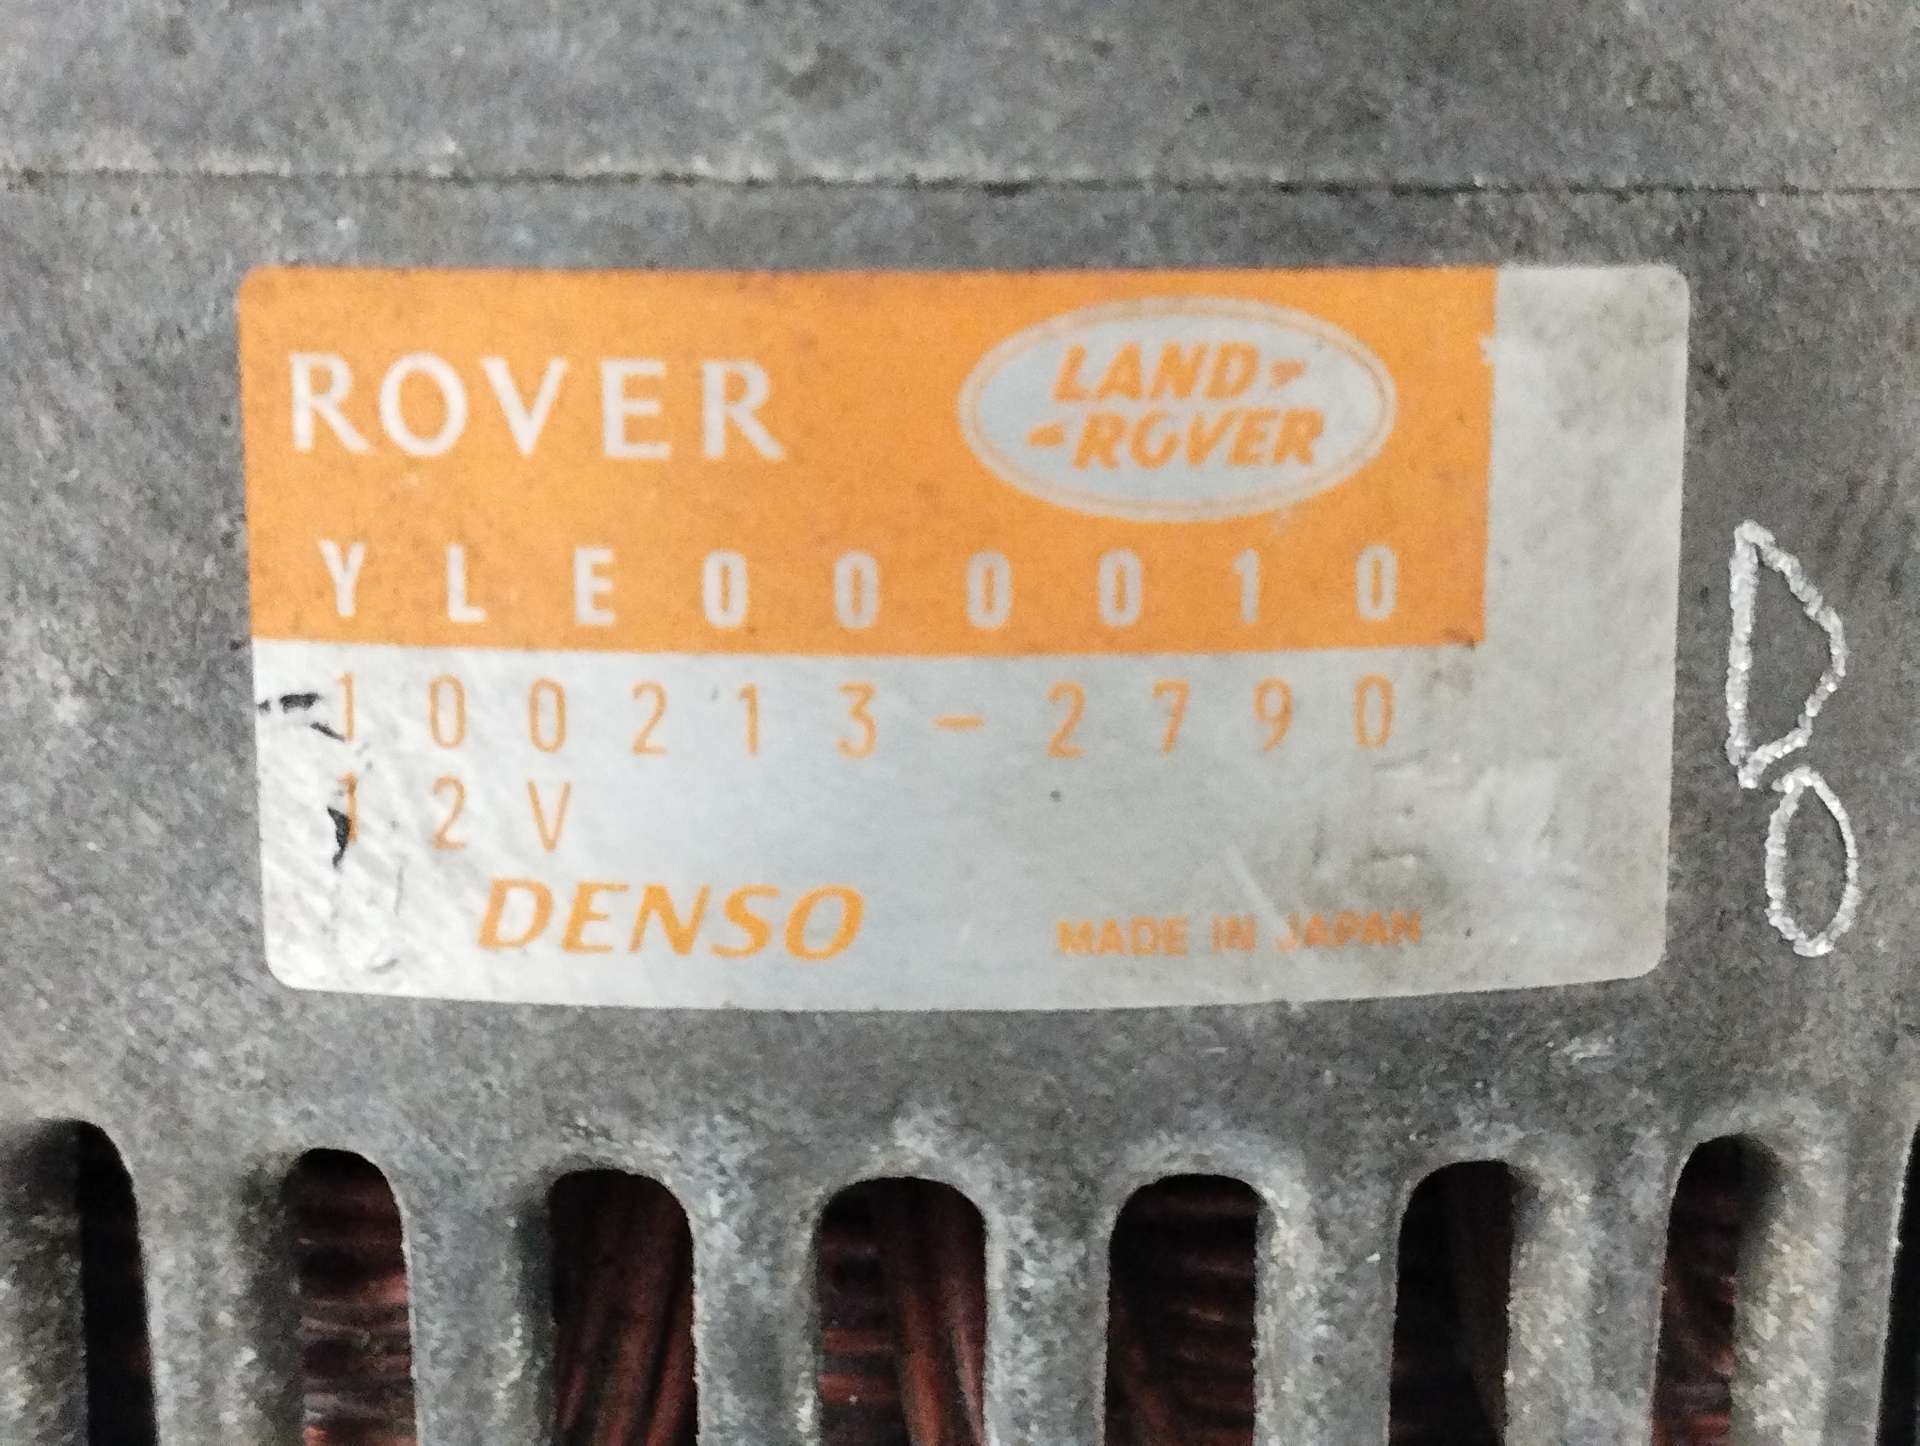 ROVER
LAND
ROVER
YLE000010
100213-2790
12V
DENSO
MADE IN JAPAN